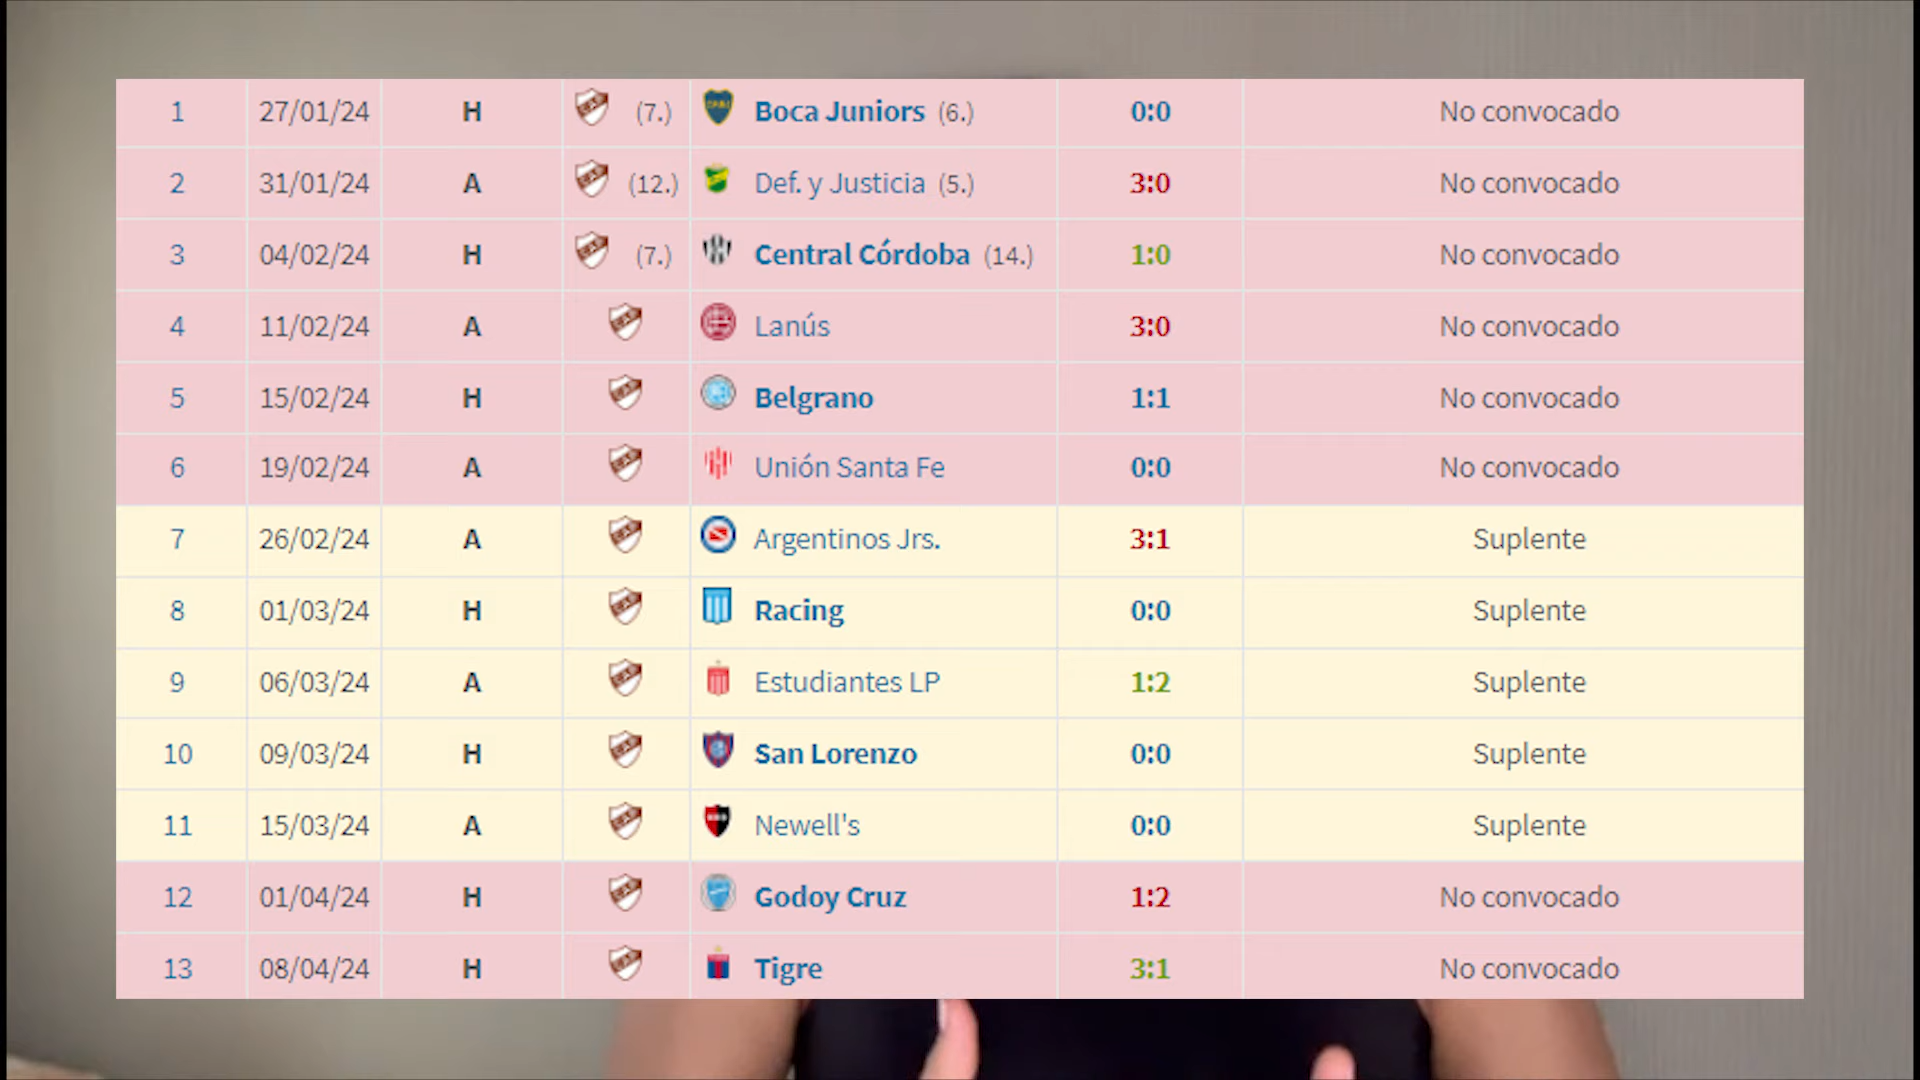 1 27/01/24 H (7.) Boca Juniors (6.) 0:0 No convocado
2 31/01/24 A (12.) Def. y Justicia (5.) 3:0 No convocado
3 04/02/24 H (7.) Central Córdoba (14.) 1:0 No convocado
4 11/02/24 A Lanús 3:0 No convocado
5 15/02/24 H Belgrano 1:1 No convocado
6 19/02/24 A Unión Santa Fe 0:0 No convocado
7 26/02/24 A Argentinos Jrs. 3:1 Suplente
8 01/03/24 H Racing 0:0 Suplente
9 06/03/24 A Estudiantes LP 1:2 Suplente
10 09/03/24 H San Lorenzo 0:0 Suplente
11 15/03/24 A Newell's 0:0 Suplente
12 01/04/24 H Godoy Cruz 1:2 No convocado
13 08/04/24 H Tigre 3:1 No convocado